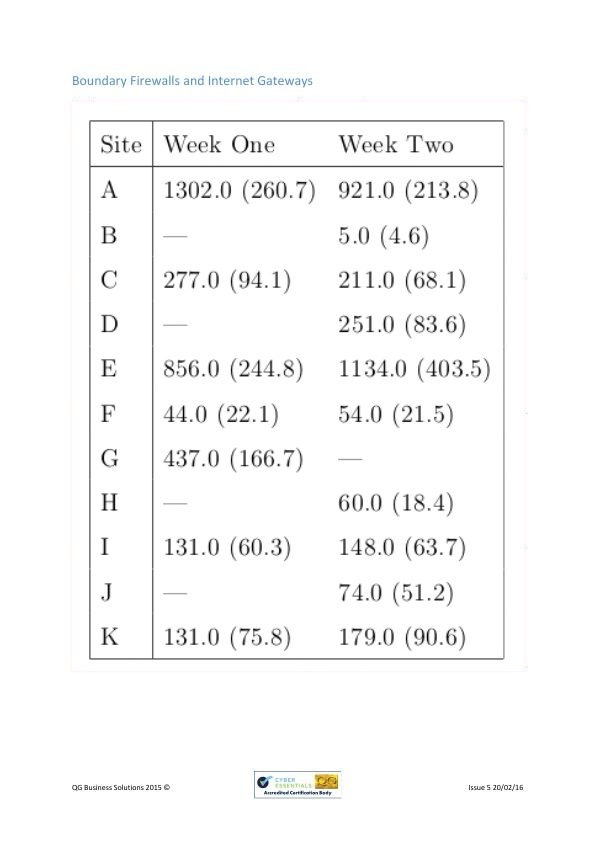 Boundary Firewalls and Internet Gateways
Site Week One Week Two
A 1302.0 (260.7) 921.0 (213.8)
B — 5.0 (4.6)
C 277.0 (94.1) 211.0 (68.1)
D — 251.0 (83.6)
E 856.0 (244.8) 1134.0 (403.5)
F 44.0 (22.1) 54.0 (21.5)
G 437.0 (166.7) —
H — 60.0 (18.4)
I 131.0 (60.3) 148.0 (63.7)
J — 74.0 (51.2)
K 131.0 (75.8) 179.0 (90.6)
QG Business Solutions 2015 ©
CYBER
ESSENTIALS
QG
Accredited Certification Body
Issue 5 20/02/16